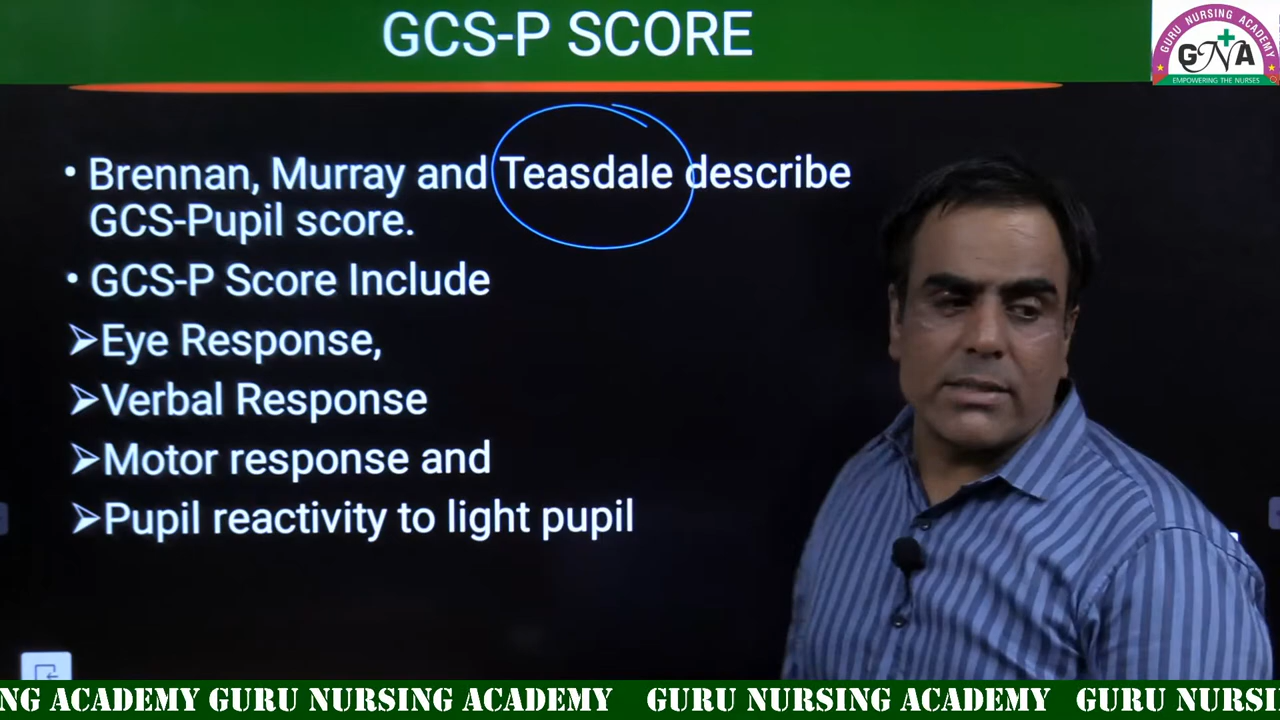 GCS-P SCORE
GURU NURSING ACADEMY
GNA
EMPOWERING THE NURSES
• Brennan, Murray and Teasdale describe
GCS-Pupil score.
• GCS-P Score Include
➢Eye Response,
➢Verbal Response
➢Motor response and
➢Pupil reactivity to light pupil
NG ACADEMY GURU NURSING ACADEMY GURU NURSING ACADEMY GURU NURSI